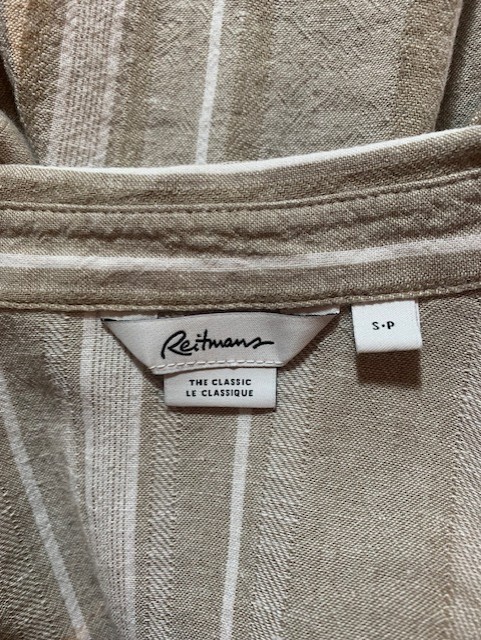 Reitmans
THE CLASSIC
LE CLASSIQUE
S•P